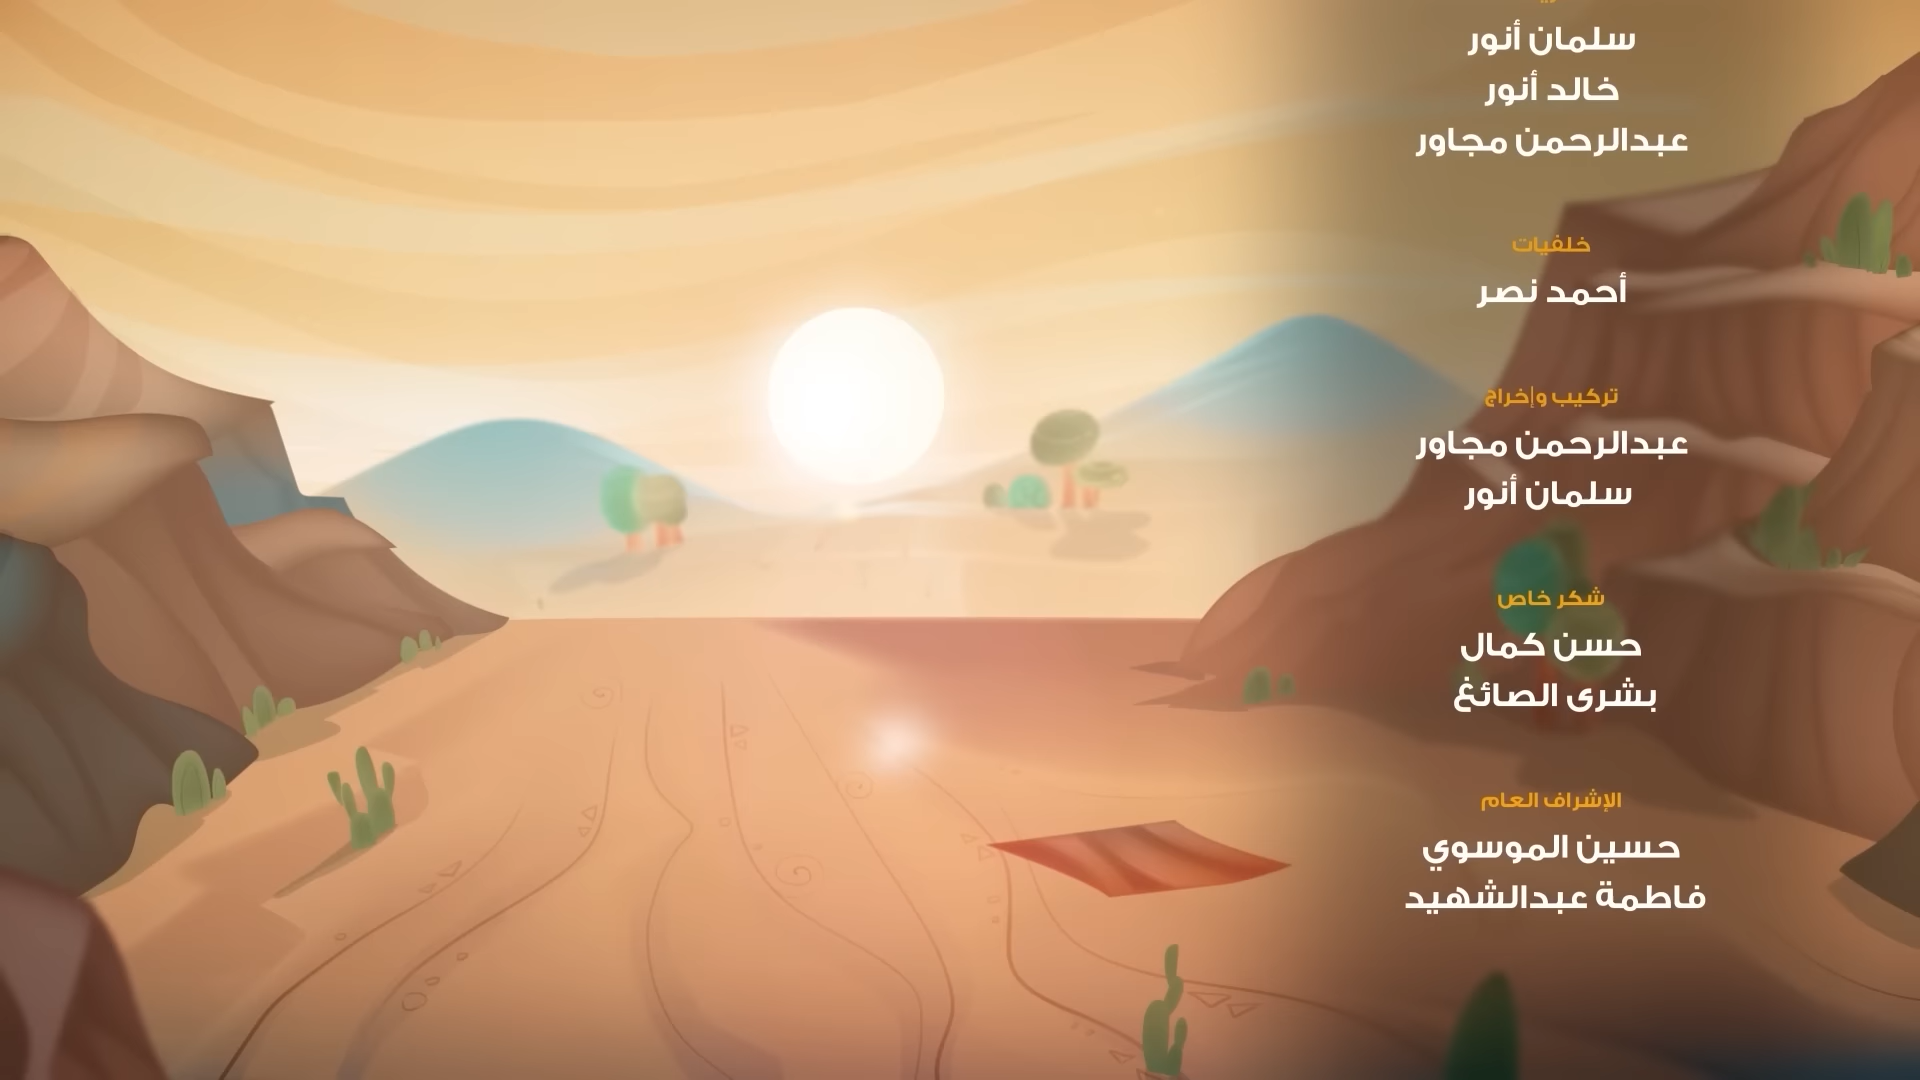 سلمان أنور
خالد أنور
عبدالرحمن مجاور
خلفيات
أحمد نصر
تركيب وإخراج
عبدالرحمن مجاور
سلمان أنور
شكر خاص
حسن كمال
بشرى الصائغ
الإشراف العام
حسين الموسوي
فاطمة عبدالشهيد